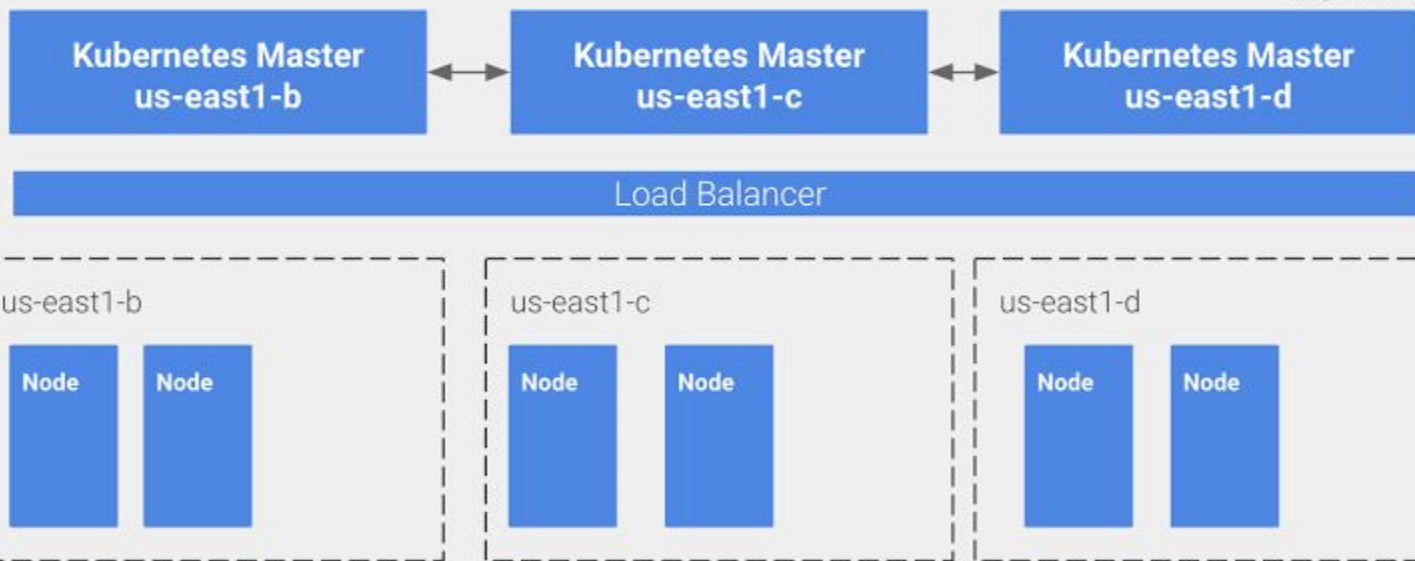 Kubernetes Master
us-east1-b
Kubernetes Master
us-east1-c
Kubernetes Master
us-east1-d
Load Balancer
us-east1-b
Node
Node
us-east1-c
Node
Node
us-east1-d
Node
Node